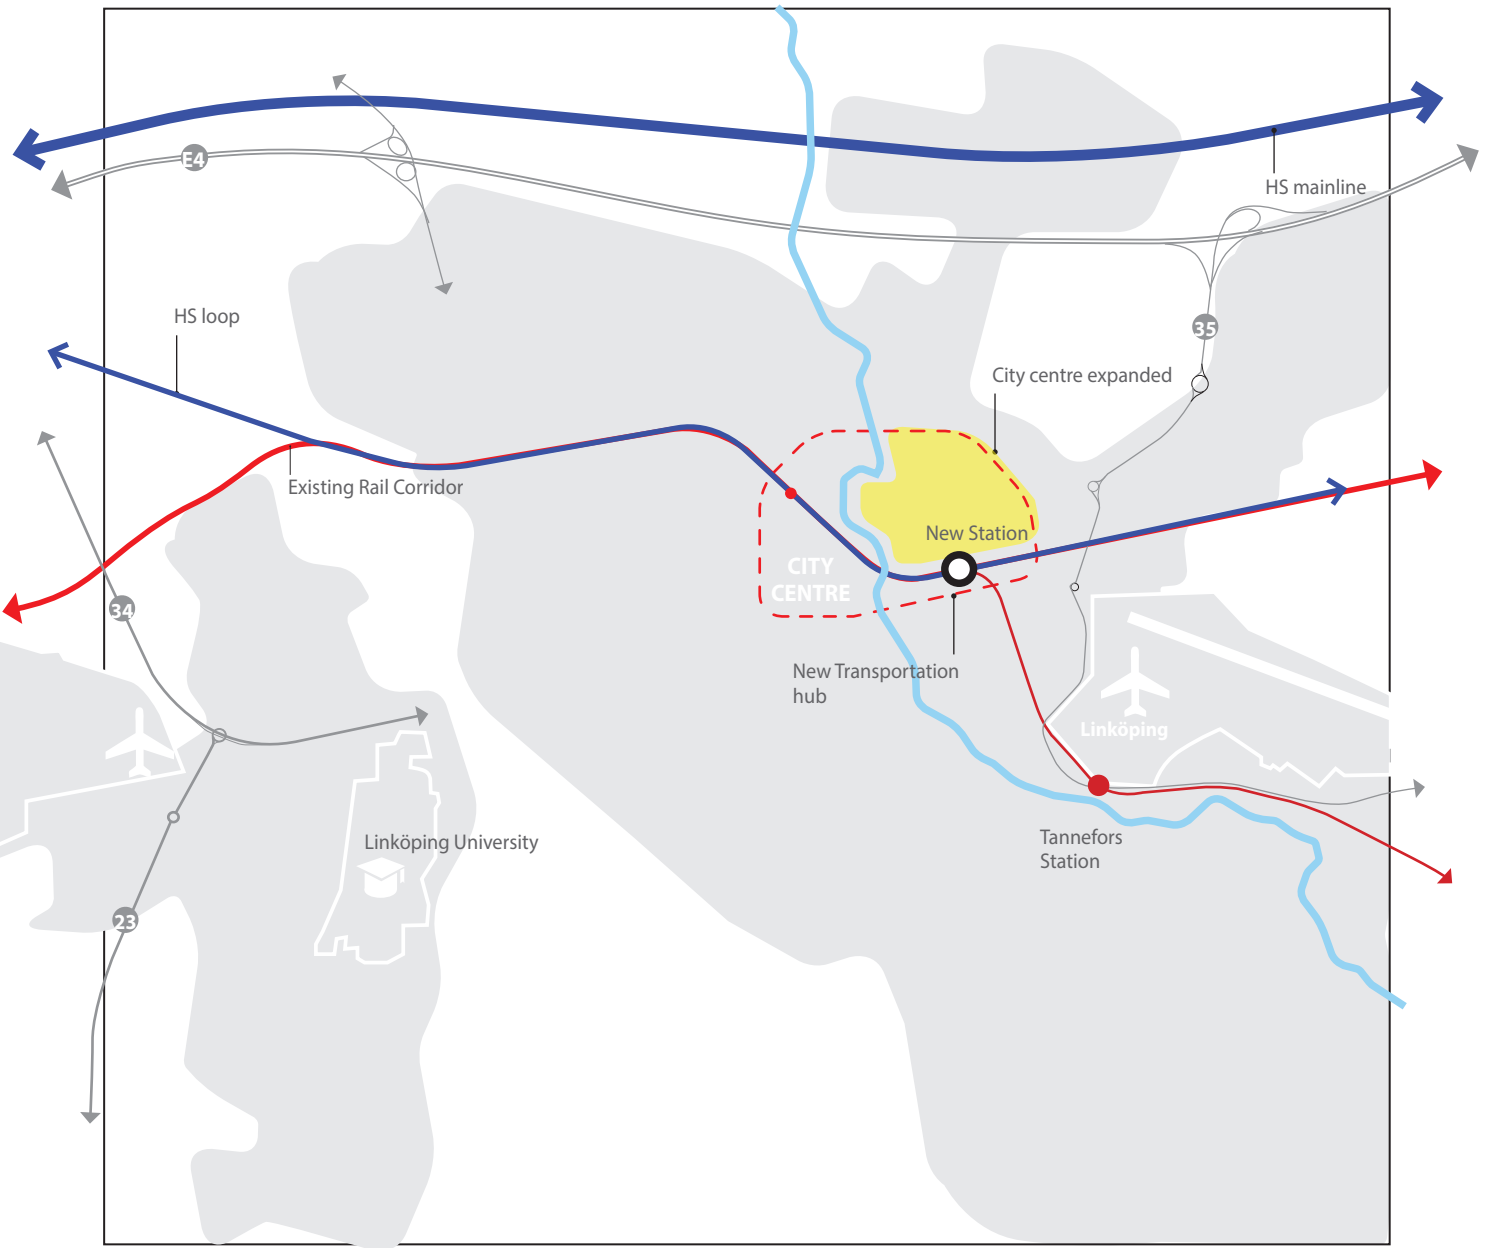 E4
HS mainline
HS loop
35
City centre expanded
Existing Rail Corridor
New Station
CITY
CENTRE
34
New Transportation
hub
Linköping
Linköping University
Tannefors
Station
23